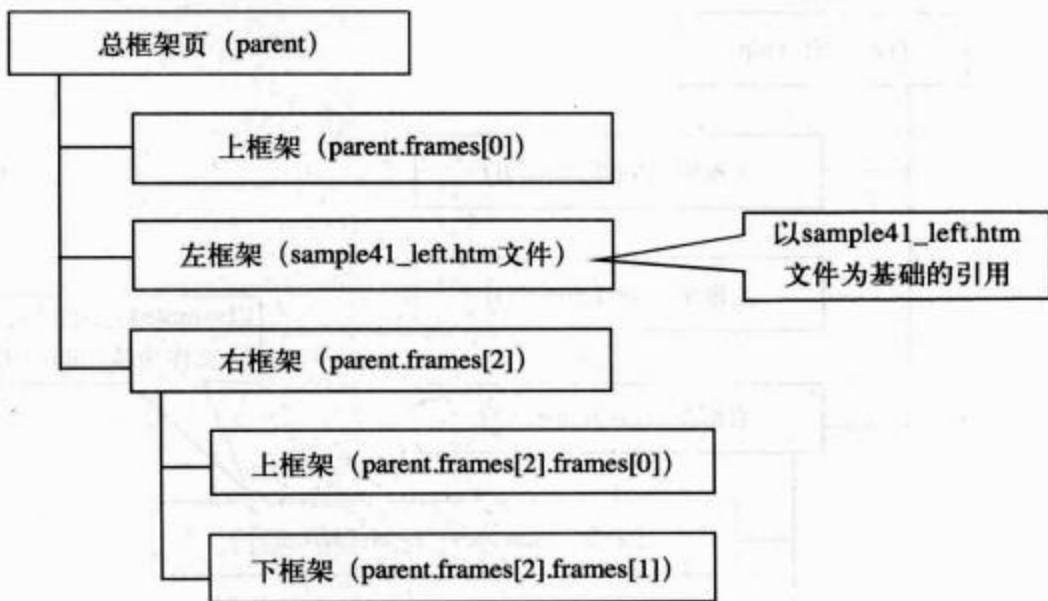 总框架页（parent）
上框架（parent.frames[0]）
左框架（sample41_left.htm文件）
以sample41_left.htm
文件为基础的引用
右框架（parent.frames[2]）
上框架（parent.frames[2].frames[0]）
下框架（parent.frames[2].frames[1]）